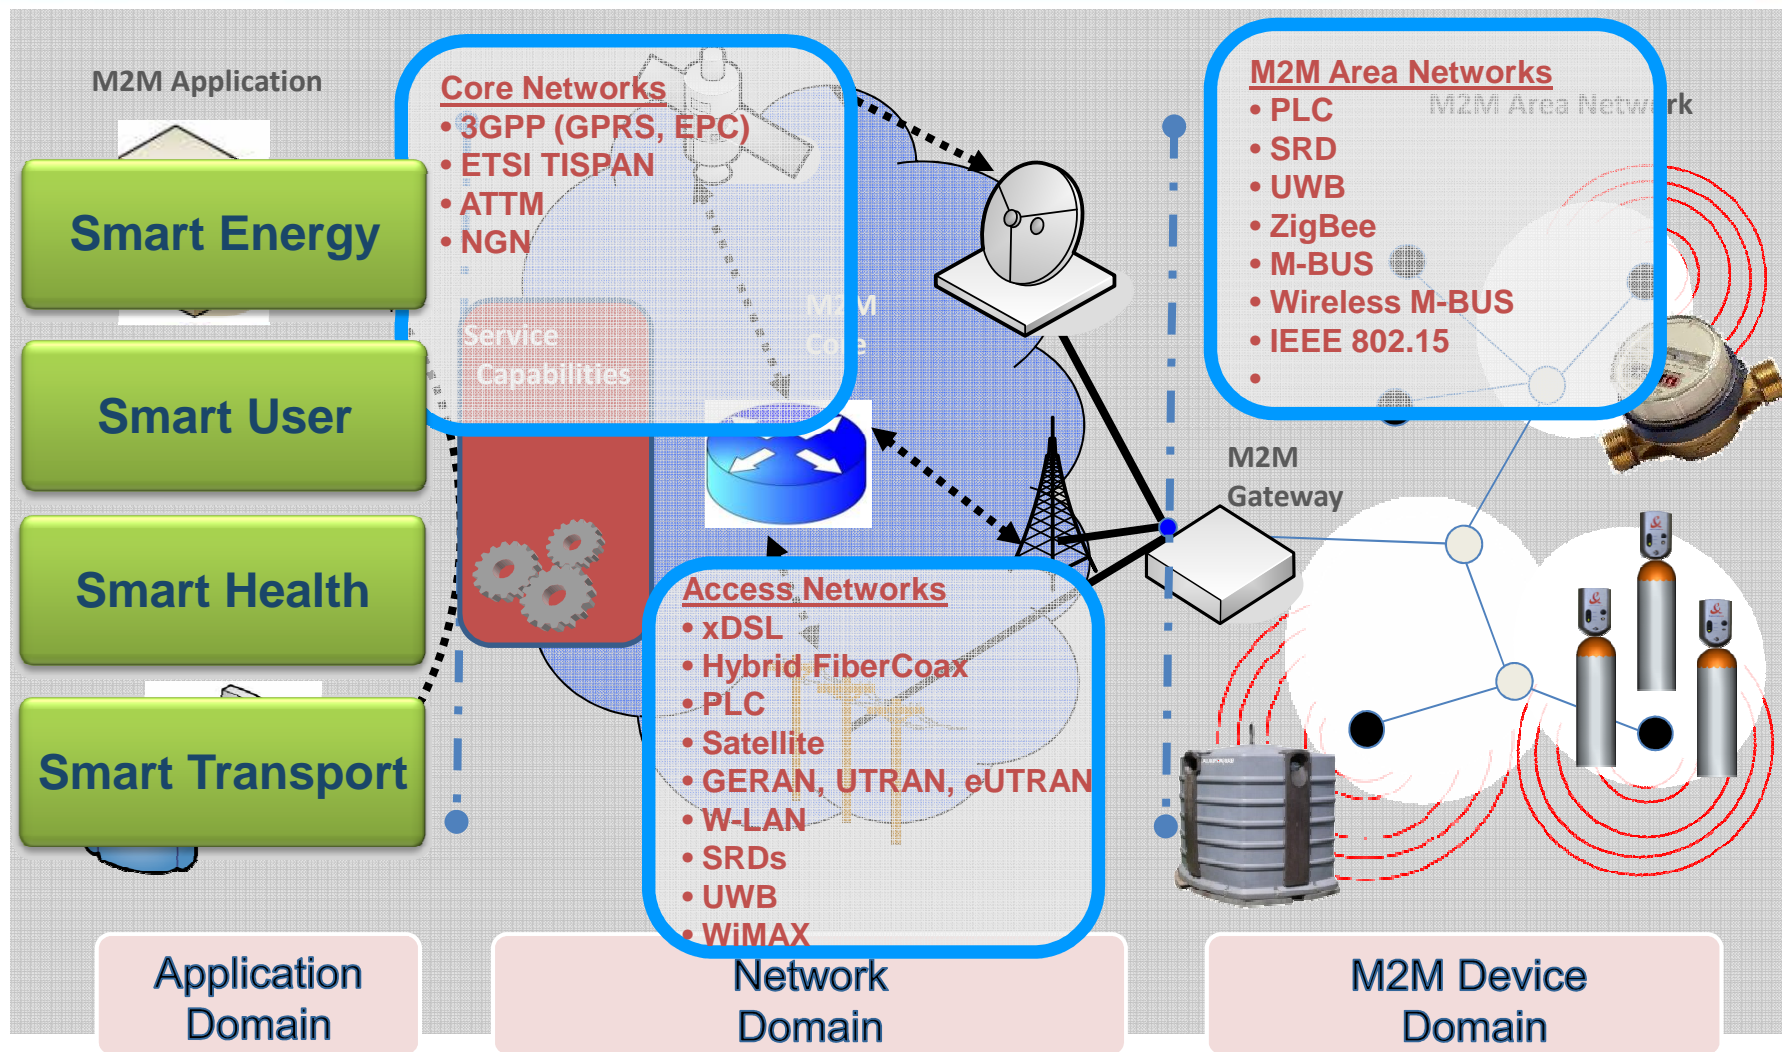 M2M Application
Smart Energy
Smart User
Smart Health
Smart Transport
Core Networks
• 3GPP (GPRS, EPC)
• ETSI TISPAN
• ATTM
• NGN
Service
Capabilities
M2M
Core
Access Networks
• xDSL
• Hybrid FiberCoax
• PLC
• Satellite
• GERAN, UTRAN, eUTRAN
• W-LAN
• SRDs
• UWB
• WiMAX
M2M Area Networks
• PLC
• SRD
• UWB
• ZigBee
• M-BUS
• Wireless M-BUS
• IEEE 802.15
•
M2M Area Network
M2M
Gateway
Application
Domain
Network
Domain
M2M Device
Domain